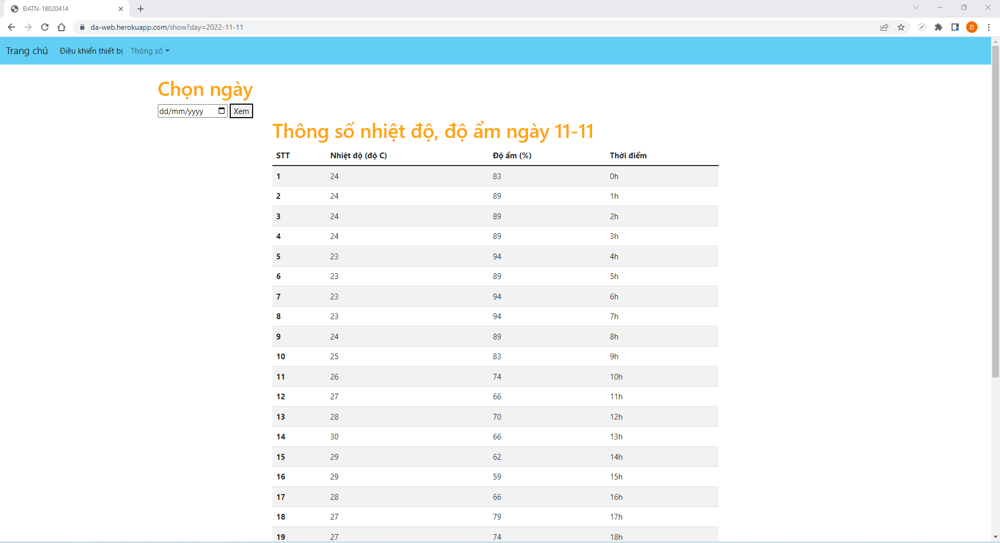 ĐATN-18020414
da-web.herokuapp.com/show?day=2022-11-11
D
Trang chủ Điều khiển thiết bị Thông số
Chọn ngày
dd/mm/yyyy Xem
Thông số nhiệt độ, độ ẩm ngày 11-11
STT Nhiệt độ (độ C) Độ ẩm (%) Thời điểm
1 24 83 0h
2 24 89 1h
3 24 89 2h
4 24 89 3h
5 23 94 4h
6 23 89 5h
7 23 94 6h
8 23 94 7h
9 24 89 8h
10 25 83 9h
11 26 74 10h
12 27 66 11h
13 28 70 12h
14 30 66 13h
15 29 62 14h
16 29 59 15h
17 28 66 16h
18 27 79 17h
19 27 74 18h